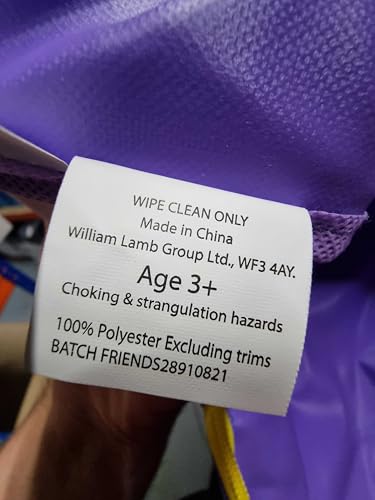 WIPE CLEAN ONLY
Made in China
William Lamb Group Ltd., WF3 4AY.
Age 3+
Choking & strangulation hazards
100% Polyester Excluding trims
BATCH FRIENDS28910821